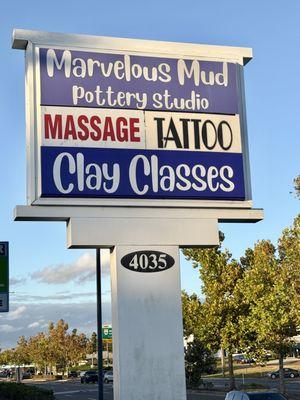 Marvelous Mud
Pottery studio
MASSAGE TATTOO
Clay Classes
4035